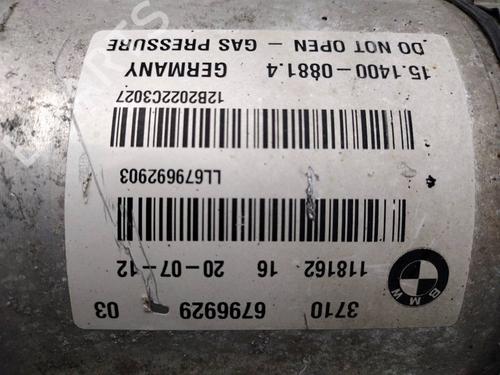 3710 6796929 03
118162 16 20-07-12
BMW
LL679692903
12B2022C3027
15.1400-0881.4 GERMANY
DO NOT OPEN - GAS PRESSURE